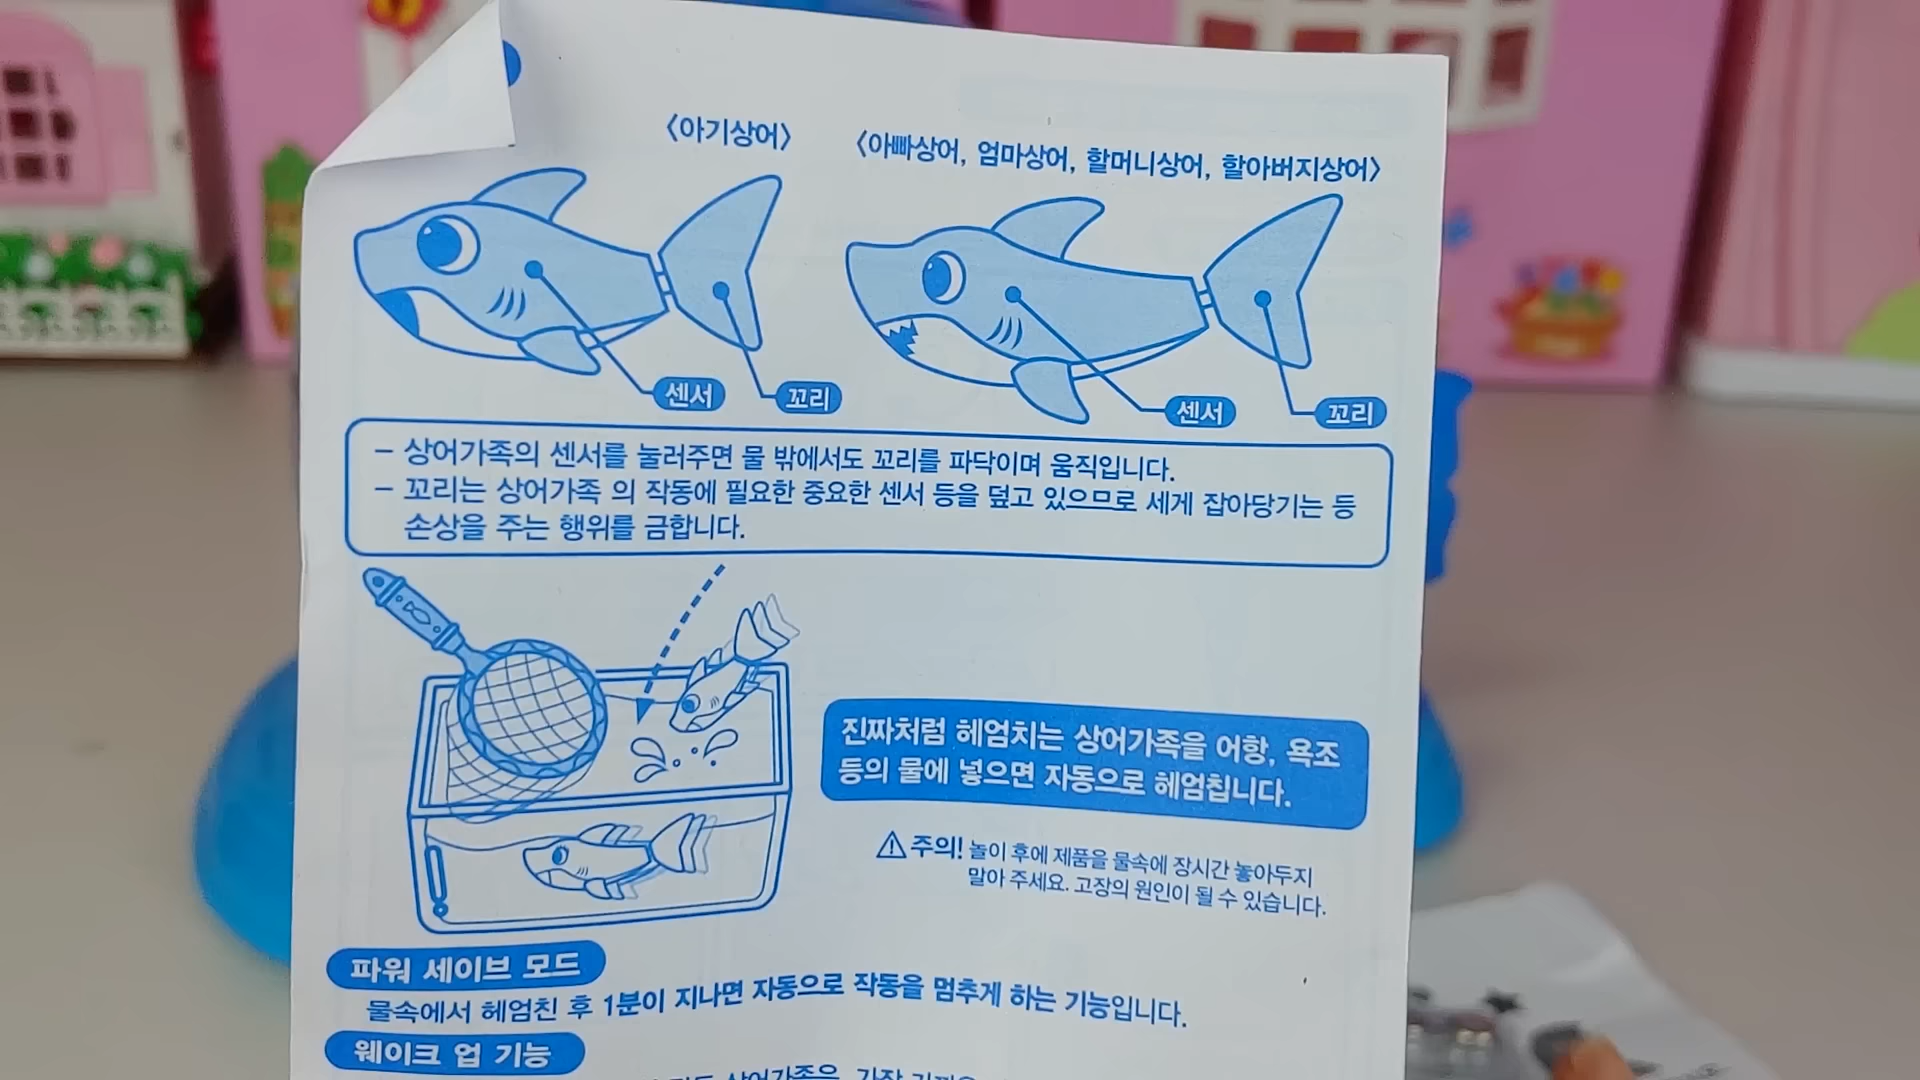 <아기상어>
<아빠상어, 엄마상어, 할머니상어, 할아버지상어>
센서
꼬리
센서
꼬리
- 상어가족의 센서를 눌러주면 물 밖에서도 꼬리를 파닥이며 움직입니다.
- 꼬리는 상어가족 의 작동에 필요한 중요한 센서 등을 덮고 있으므로 세게 잡아당기는 등
손상을 주는 행위를 금합니다.
진짜처럼 헤엄치는 상어가족을 어항, 욕조
등의 물에 넣으면 자동으로 헤엄칩니다.
주의! 놀이 후에 제품을 물속에 장시간 놓아두지
말아 주세요. 고장의 원인이 될 수 있습니다.
파워 세이브 모드
물속에서 헤엄친 후 1분이 지나면 자동으로 작동을 멈추게 하는 기능입니다.
웨이크 업 기능
상어가족을